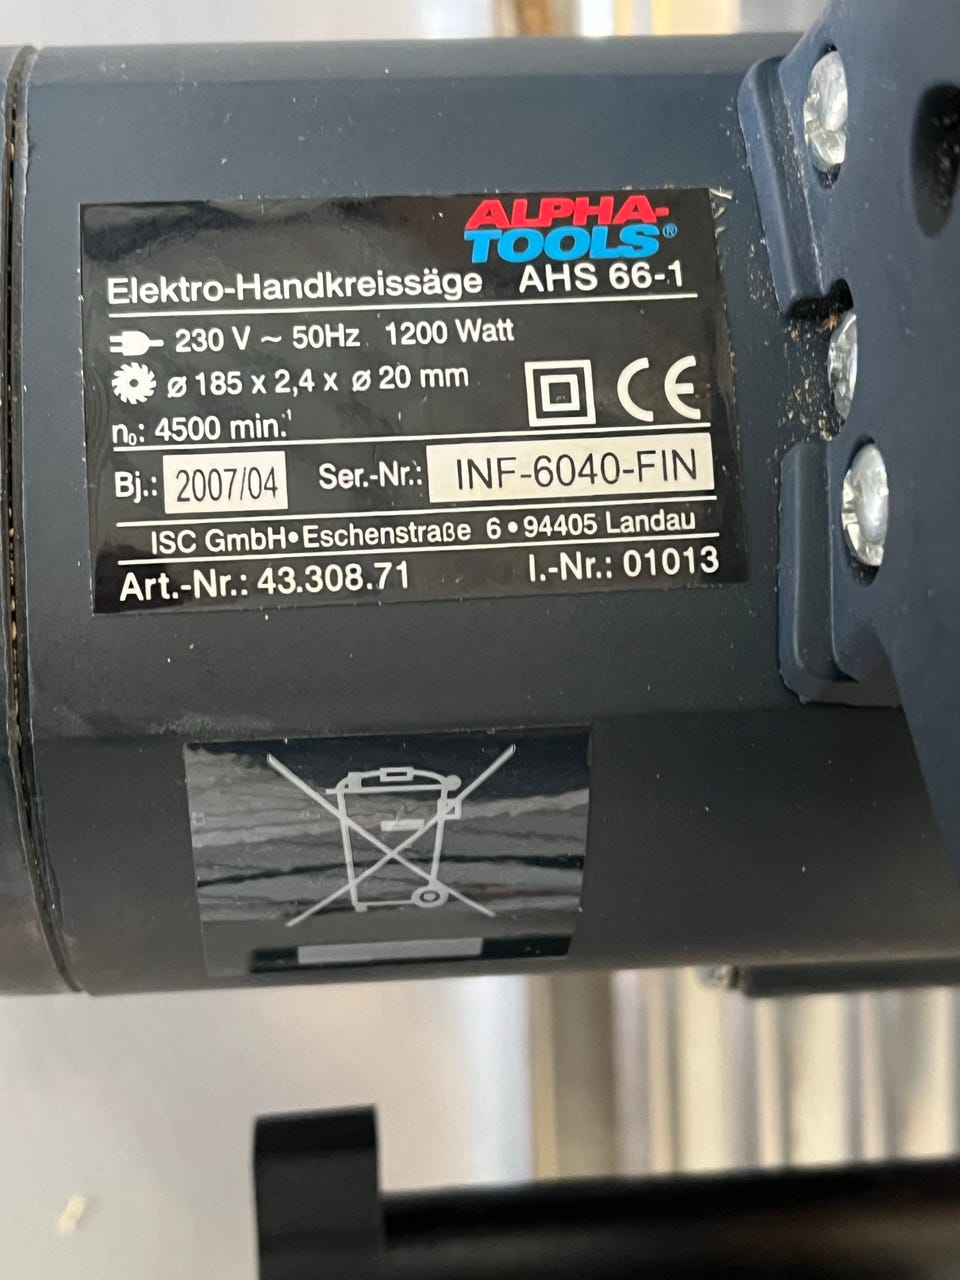 ALPHA-
TOOLS®
Elektro-Handkreissäge AHS 66-1
230 V ~ 50Hz 1200 Watt
ø 185 x 2,4 x ø 20 mm
CE
n₀: 4500 min.⁻¹
Bj.: 2007/04 Ser.-Nr.: INF-6040-FIN
ISC GmbH•Eschenstraße 6•94405 Landau
Art.-Nr.: 43.308.71 I.-Nr.: 01013